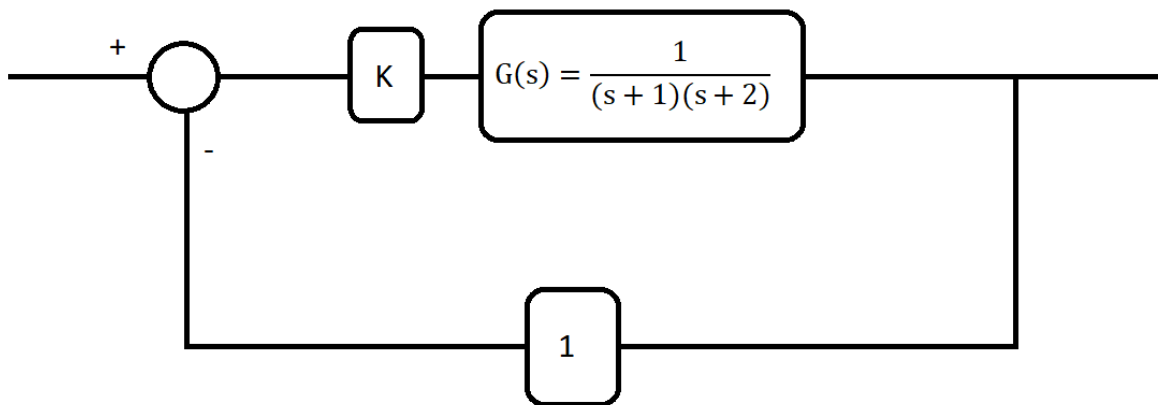 +
K
G(s) = 1/((s + 1)(s + 2))
-
1